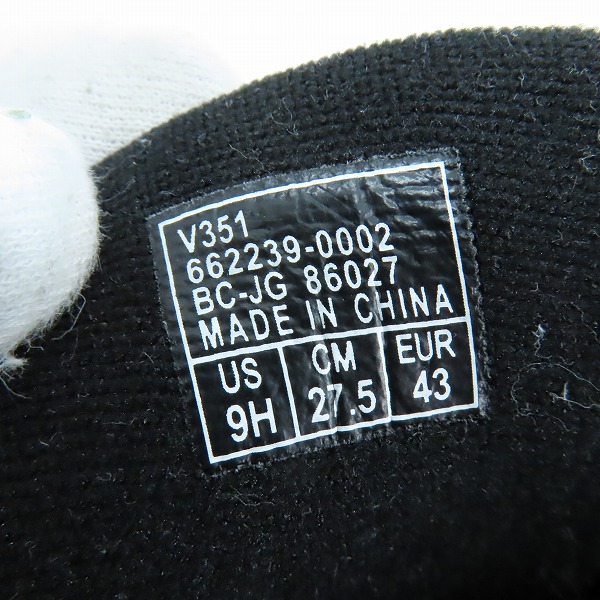 V351
662239-0002
BC-JG 86027
MADE IN CHINA
US CM EUR
9H 27.5 43